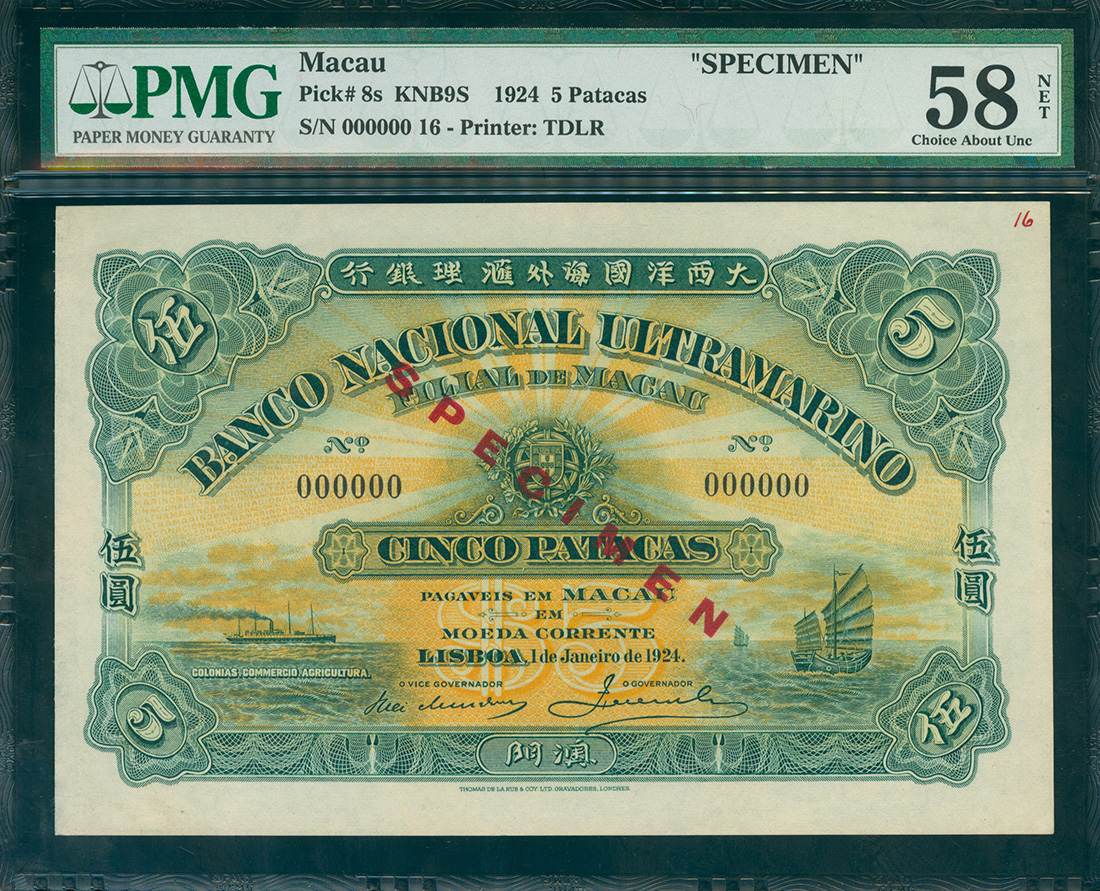 PMG
PAPER MONEY GUARANTY
Macau
"SPECIMEN"
Pick# 8s KNB9S 1924 5 Patacas
S/N 000000 16 - Printer: TDLR
58
NET
Choice About Unc
16
大西洋國海外滙理銀行
伍
5
BANCO NACIONAL ULTRAMARINO
FILIAL DE MACAU
SPECIMEN
Nº
Nº
000000
000000
1 CINCO PATACAS 1
伍圓
伍圓
$5
PAGAVEIS EM MACAU
EM
MOEDA CORRENTE
LISBOA, 1 de Janeiro de 1924.
COLONIAS, COMMERCIO, AGRICULTURA.
O VICE GOVERNADOR
O GOVERNADOR
5
伍
澳門
THOMAS DE LA RUE & COY. LTD. GRAVADORES, LONDRES.